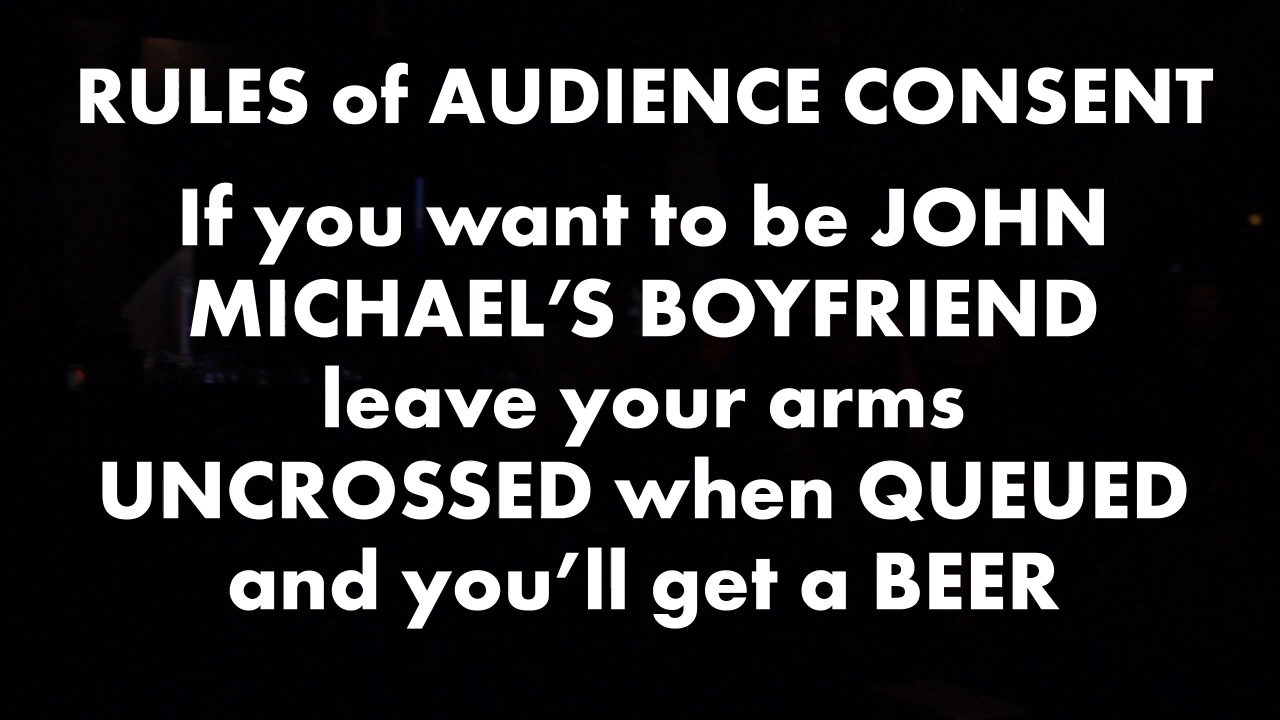 RULES of AUDIENCE CONSENT
If you want to be JOHN
MICHAEL’S BOYFRIEND
leave your arms
UNCROSSED when QUEUED
and you’ll get a BEER